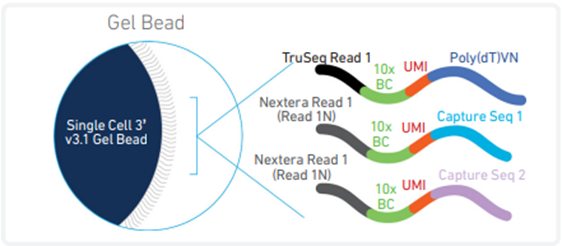 Gel Bead
Single Cell 3'
v3.1 Gel Bead
TruSeq Read 1
10x
BC
UMI
Poly(dT)VN
Nextera Read 1
(Read 1N)
10x
BC
UMI
Capture Seq 1
Nextera Read 1
(Read 1N)
10x
BC
UMI
Capture Seq 2